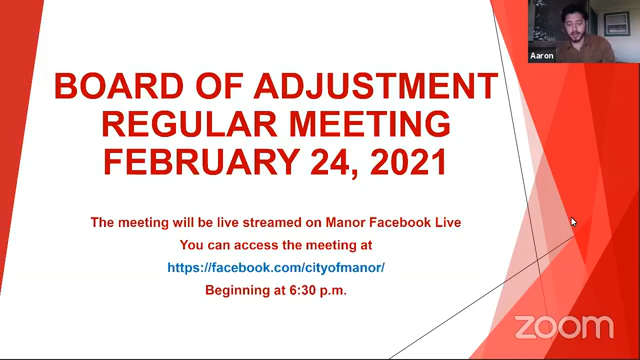 Aaron
BOARD OF ADJUSTMENT
REGULAR MEETING
FEBRUARY 24, 2021
The meeting will be live streamed on Manor Facebook Live
You can access the meeting at
https://facebook.com/cityofmanor/
Beginning at 6:30 p.m.
zoom